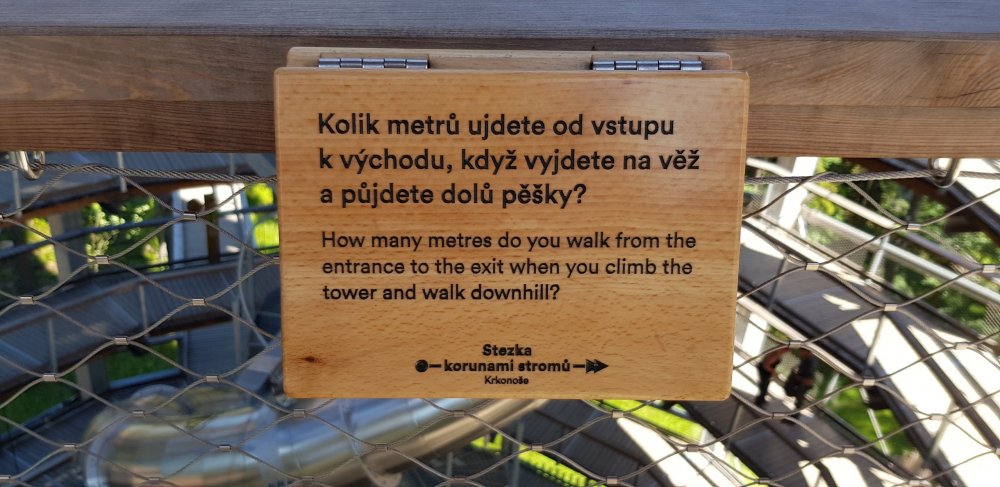 Kolik metrů ujdete od vstupu
k východu, když vyjdete na věž
a půjdete dolů pěšky?
How many metres do you walk from the
entrance to the exit when you climb the
tower and walk downhill?
Stezka
korunami stromů
Krkonoše